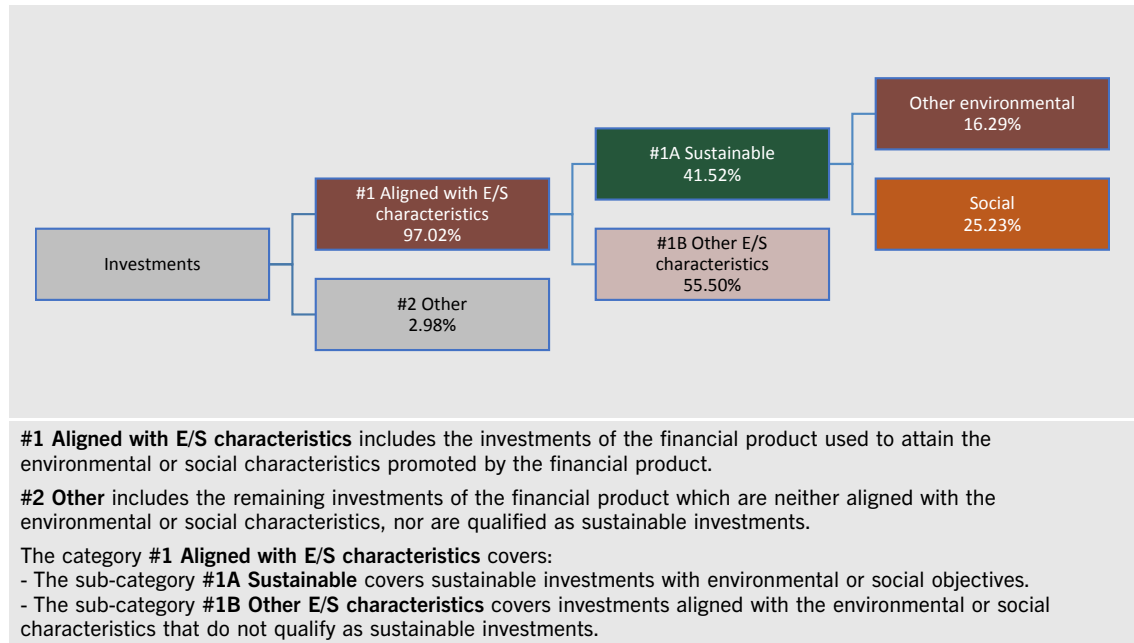 Other environmental
16.29%
#1A Sustainable
41.52%
#1 Aligned with E/S
characteristics
97.02%
Social
25.23%
Investments
#1B Other E/S
characteristics
55.50%
#2 Other
2.98%
#1 Aligned with E/S characteristics includes the investments of the financial product used to attain the
environmental or social characteristics promoted by the financial product.
#2 Other includes the remaining investments of the financial product which are neither aligned with the
environmental or social characteristics, nor are qualified as sustainable investments.
The category #1 Aligned with E/S characteristics covers:
- The sub-category #1A Sustainable covers sustainable investments with environmental or social objectives.
- The sub-category #1B Other E/S characteristics covers investments aligned with the environmental or social
characteristics that do not qualify as sustainable investments.